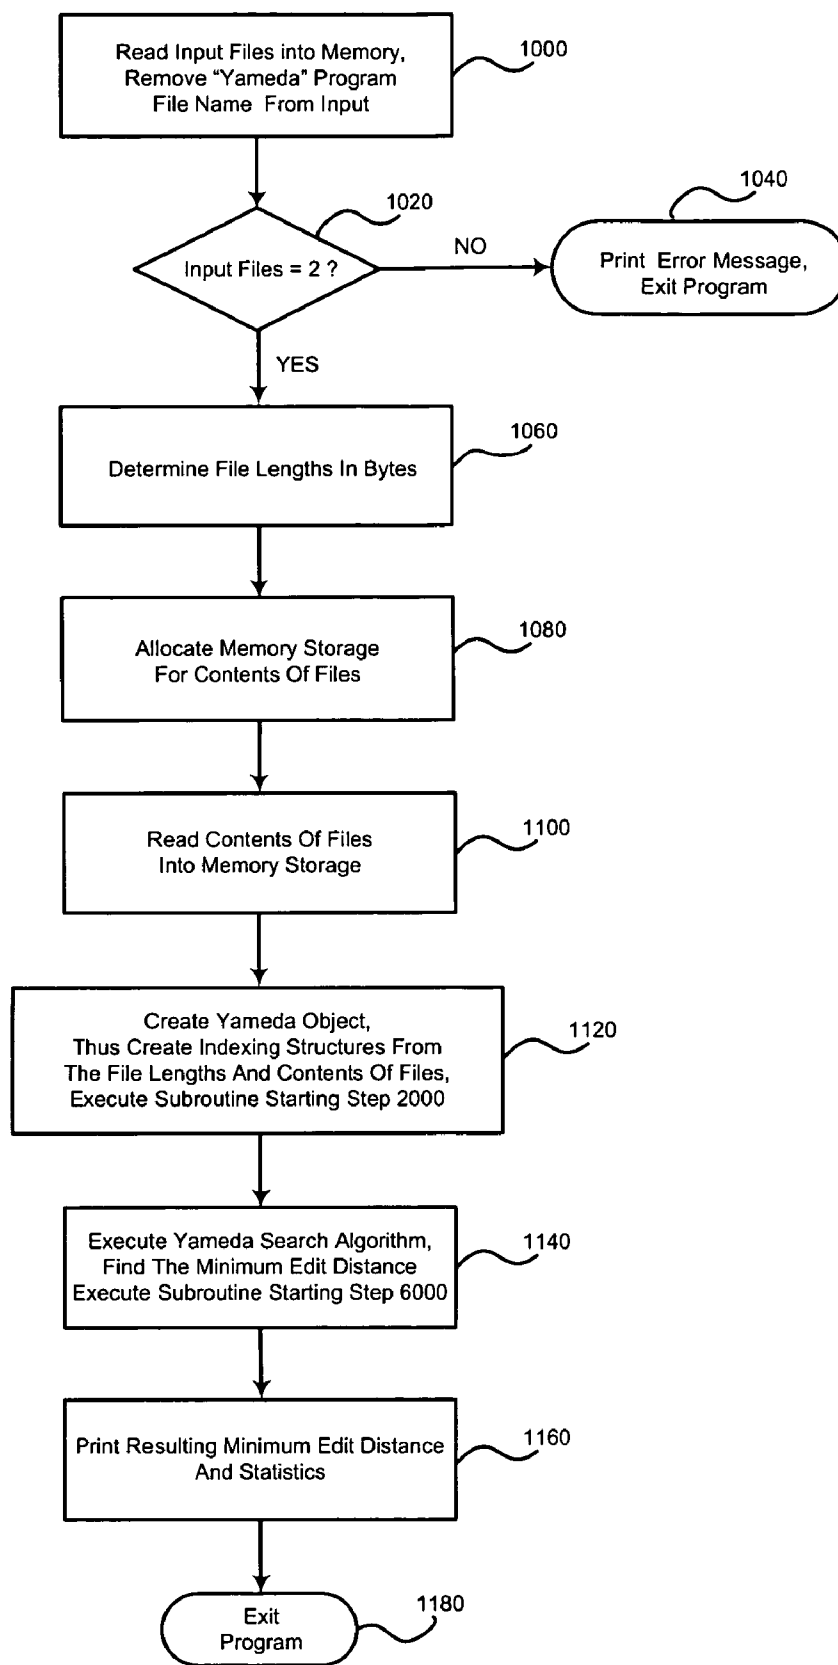 Read Input Files into Memory,
Remove "Yameda" Program
File Name From Input
1000
1020
Input Files = 2 ?
NO
1040
Print Error Message,
Exit Program
YES
Determine File Lengths In Bytes
1060
Allocate Memory Storage
For Contents Of Files
1080
Read Contents Of Files
Into Memory Storage
1100
Create Yameda Object,
Thus Create Indexing Structures From
The File Lengths And Contents Of Files,
Execute Subroutine Starting Step 2000
1120
Execute Yameda Search Algorithm,
Find The Minimum Edit Distance
Execute Subroutine Starting Step 6000
1140
Print Resulting Minimum Edit Distance
And Statistics
1160
Exit
Program
1180